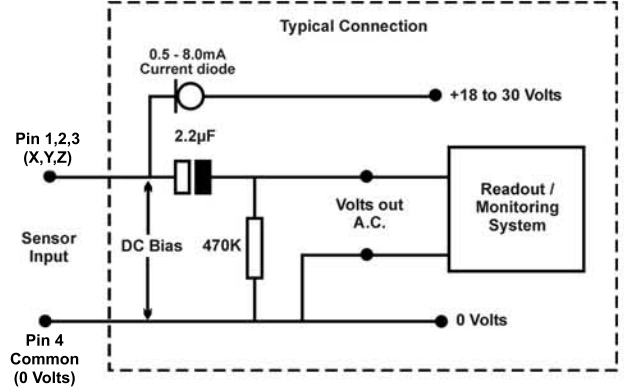 Typical Connection
0.5 - 8.0mA
Current diode
+18 to 30 Volts
2.2µF
Pin 1,2,3
(X,Y,Z)
Readout /
Monitoring
System
Volts out
A.C.
Sensor
Input
DC Bias
470K
0 Volts
Pin 4
Common
(0 Volts)